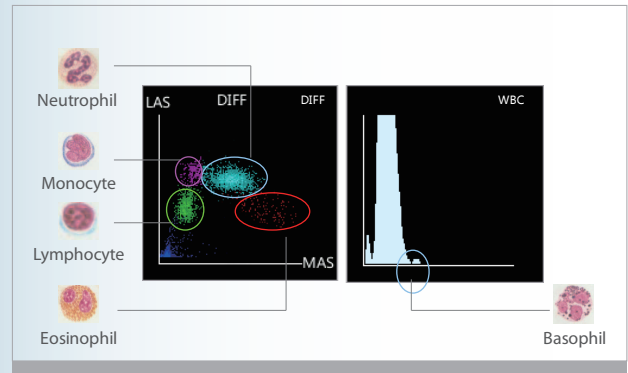 Neutrophil
Monocyte
Lymphocyte
Eosinophil
LAS DIFF DIFF
MAS
WBC
Basophil